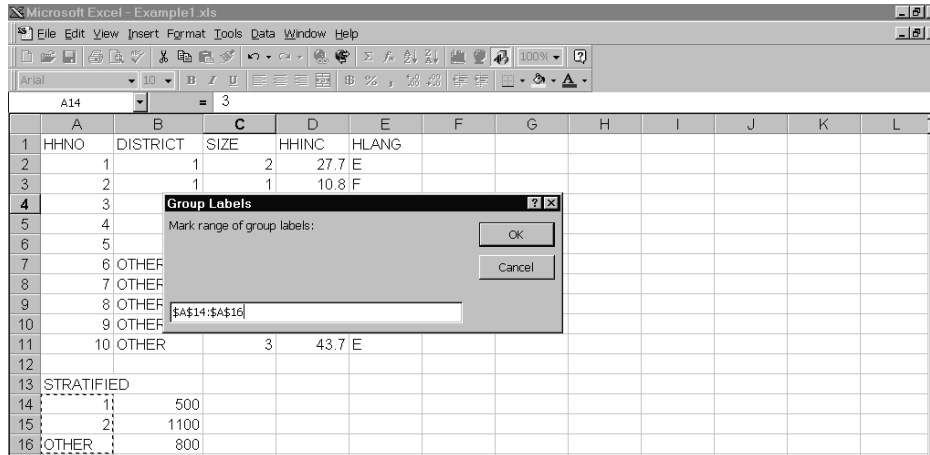 Microsoft Excel - Example1.xls
File Edit View Insert Format Tools Data Window Help
100%
Arial 10 B I U
A14 = 3
A B C D E F G H I J K L
1 HHNO DISTRICT SIZE HHINC HLANG
2 1 1 2 27.7 E
3 2 1 1 10.8 F
4 3
5 4
6 5
7 6 OTHER
8 7 OTHER
9 8 OTHER
10 9 OTHER
11 10 OTHER 3 43.7 E
12
13 STRATIFIED
14 1 500
15 2 1100
16 OTHER 800
Group Labels
Mark range of group labels:
OK
Cancel
$A$14:$A$16